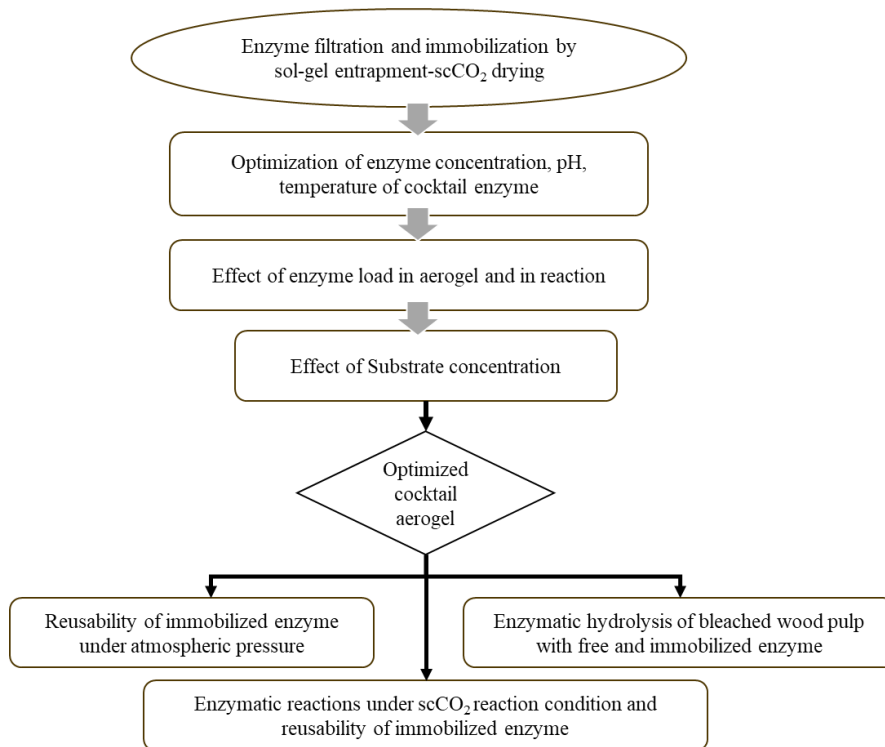 Enzyme filtration and immobilization by
sol-gel entrapment-scCO₂ drying
Optimization of enzyme concentration, pH,
temperature of cocktail enzyme
Effect of enzyme load in aerogel and in reaction
Effect of Substrate concentration
Optimized
cocktail
aerogel
Reusability of immobilized enzyme
under atmospheric pressure
Enzymatic hydrolysis of bleached wood pulp
with free and immobilized enzyme
Enzymatic reactions under scCO₂ reaction condition and
reusability of immobilized enzyme